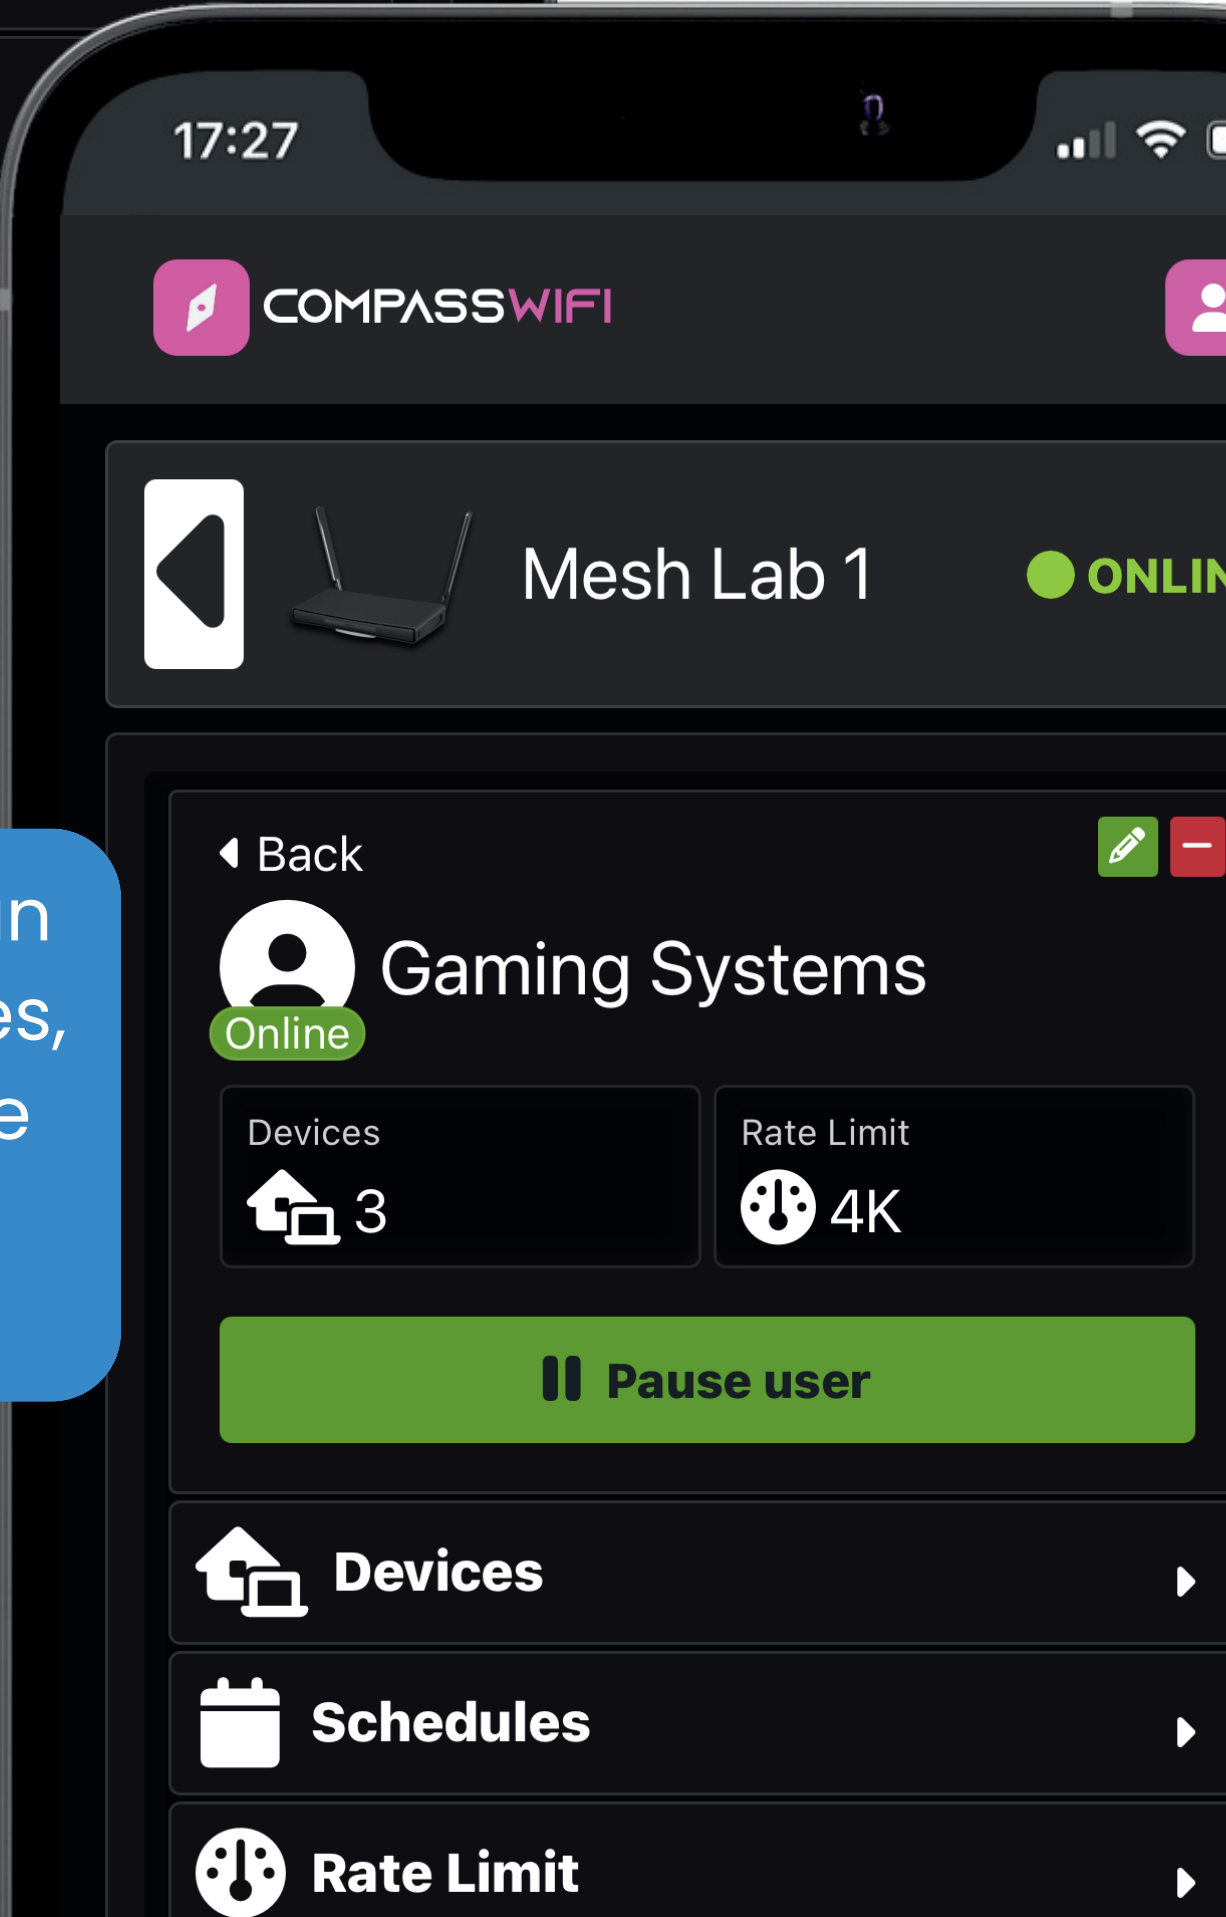 17:27
COMPASSWIFI
Mesh Lab 1
Back
Gaming Systems
Online
Devices
Rate Limit
3
4K
Pause user
Devices
Schedules
Rate Limit